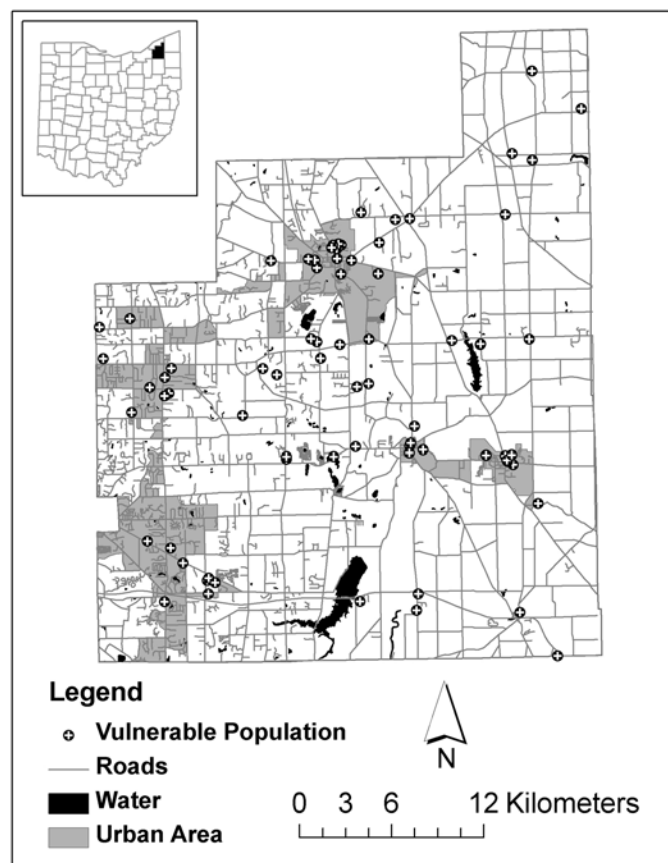 Legend
Vulnerable Population
Roads
Water
Urban Area
N
0 3 6 12 Kilometers